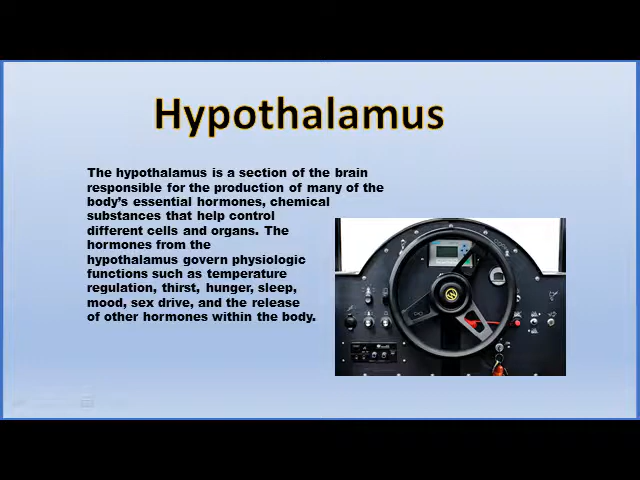 Hypothalamus
The hypothalamus is a section of the brain
responsible for the production of many of the
body's essential hormones, chemical
substances that help control
different cells and organs. The
hormones from the
hypothalamus govern physiologic
functions such as temperature
regulation, thirst, hunger, sleep,
mood, sex drive, and the release
of other hormones within the body.